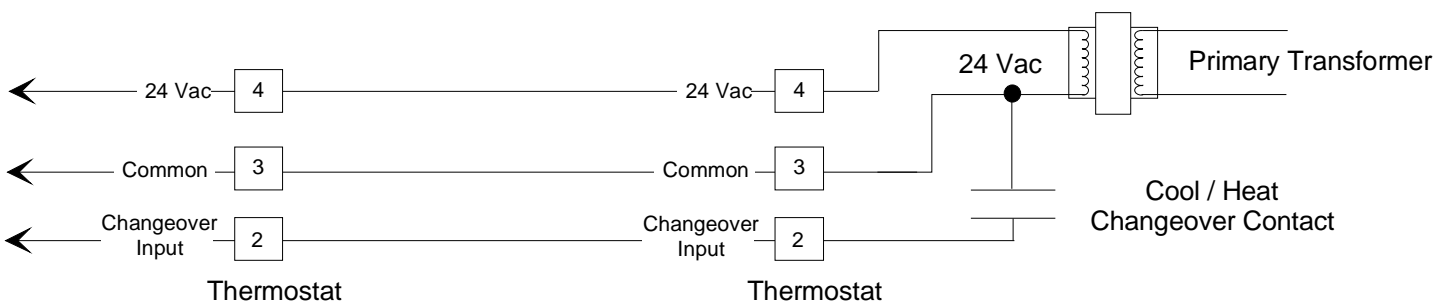 24 Vac
Primary Transformer
24 Vac
4
24 Vac
4
Common
3
Common
3
Cool / Heat
Changeover Contact
Changeover
Input
2
Changeover
Input
2
Thermostat
Thermostat